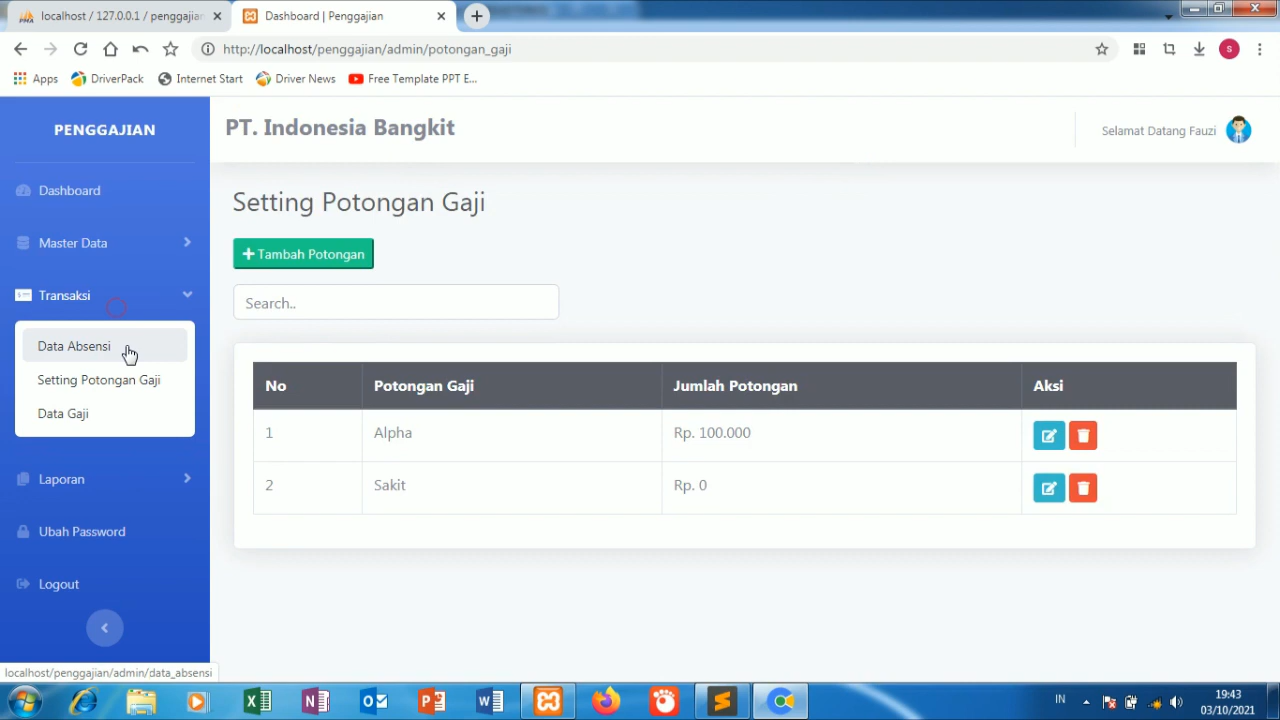 localhost / 127.0.0.1 / penggajian
Dashboard | Penggajian
http://localhost/penggajian/admin/potongan_gaji
S
Apps
DriverPack
Internet Start
Driver News
Free Template PPT E...
PENGGAJIAN
PT. Indonesia Bangkit
Selamat Datang Fauzi
Dashboard
Master Data
Transaksi
Data Absensi
Setting Potongan Gaji
Data Gaji
Laporan
Ubah Password
Logout
Setting Potongan Gaji
Tambah Potongan
Search..
No Potongan Gaji Jumlah Potongan Aksi
1 Alpha Rp. 100.000
2 Sakit Rp. 0
localhost/penggajian/admin/data_absensi
IN
19:43
03/10/2021